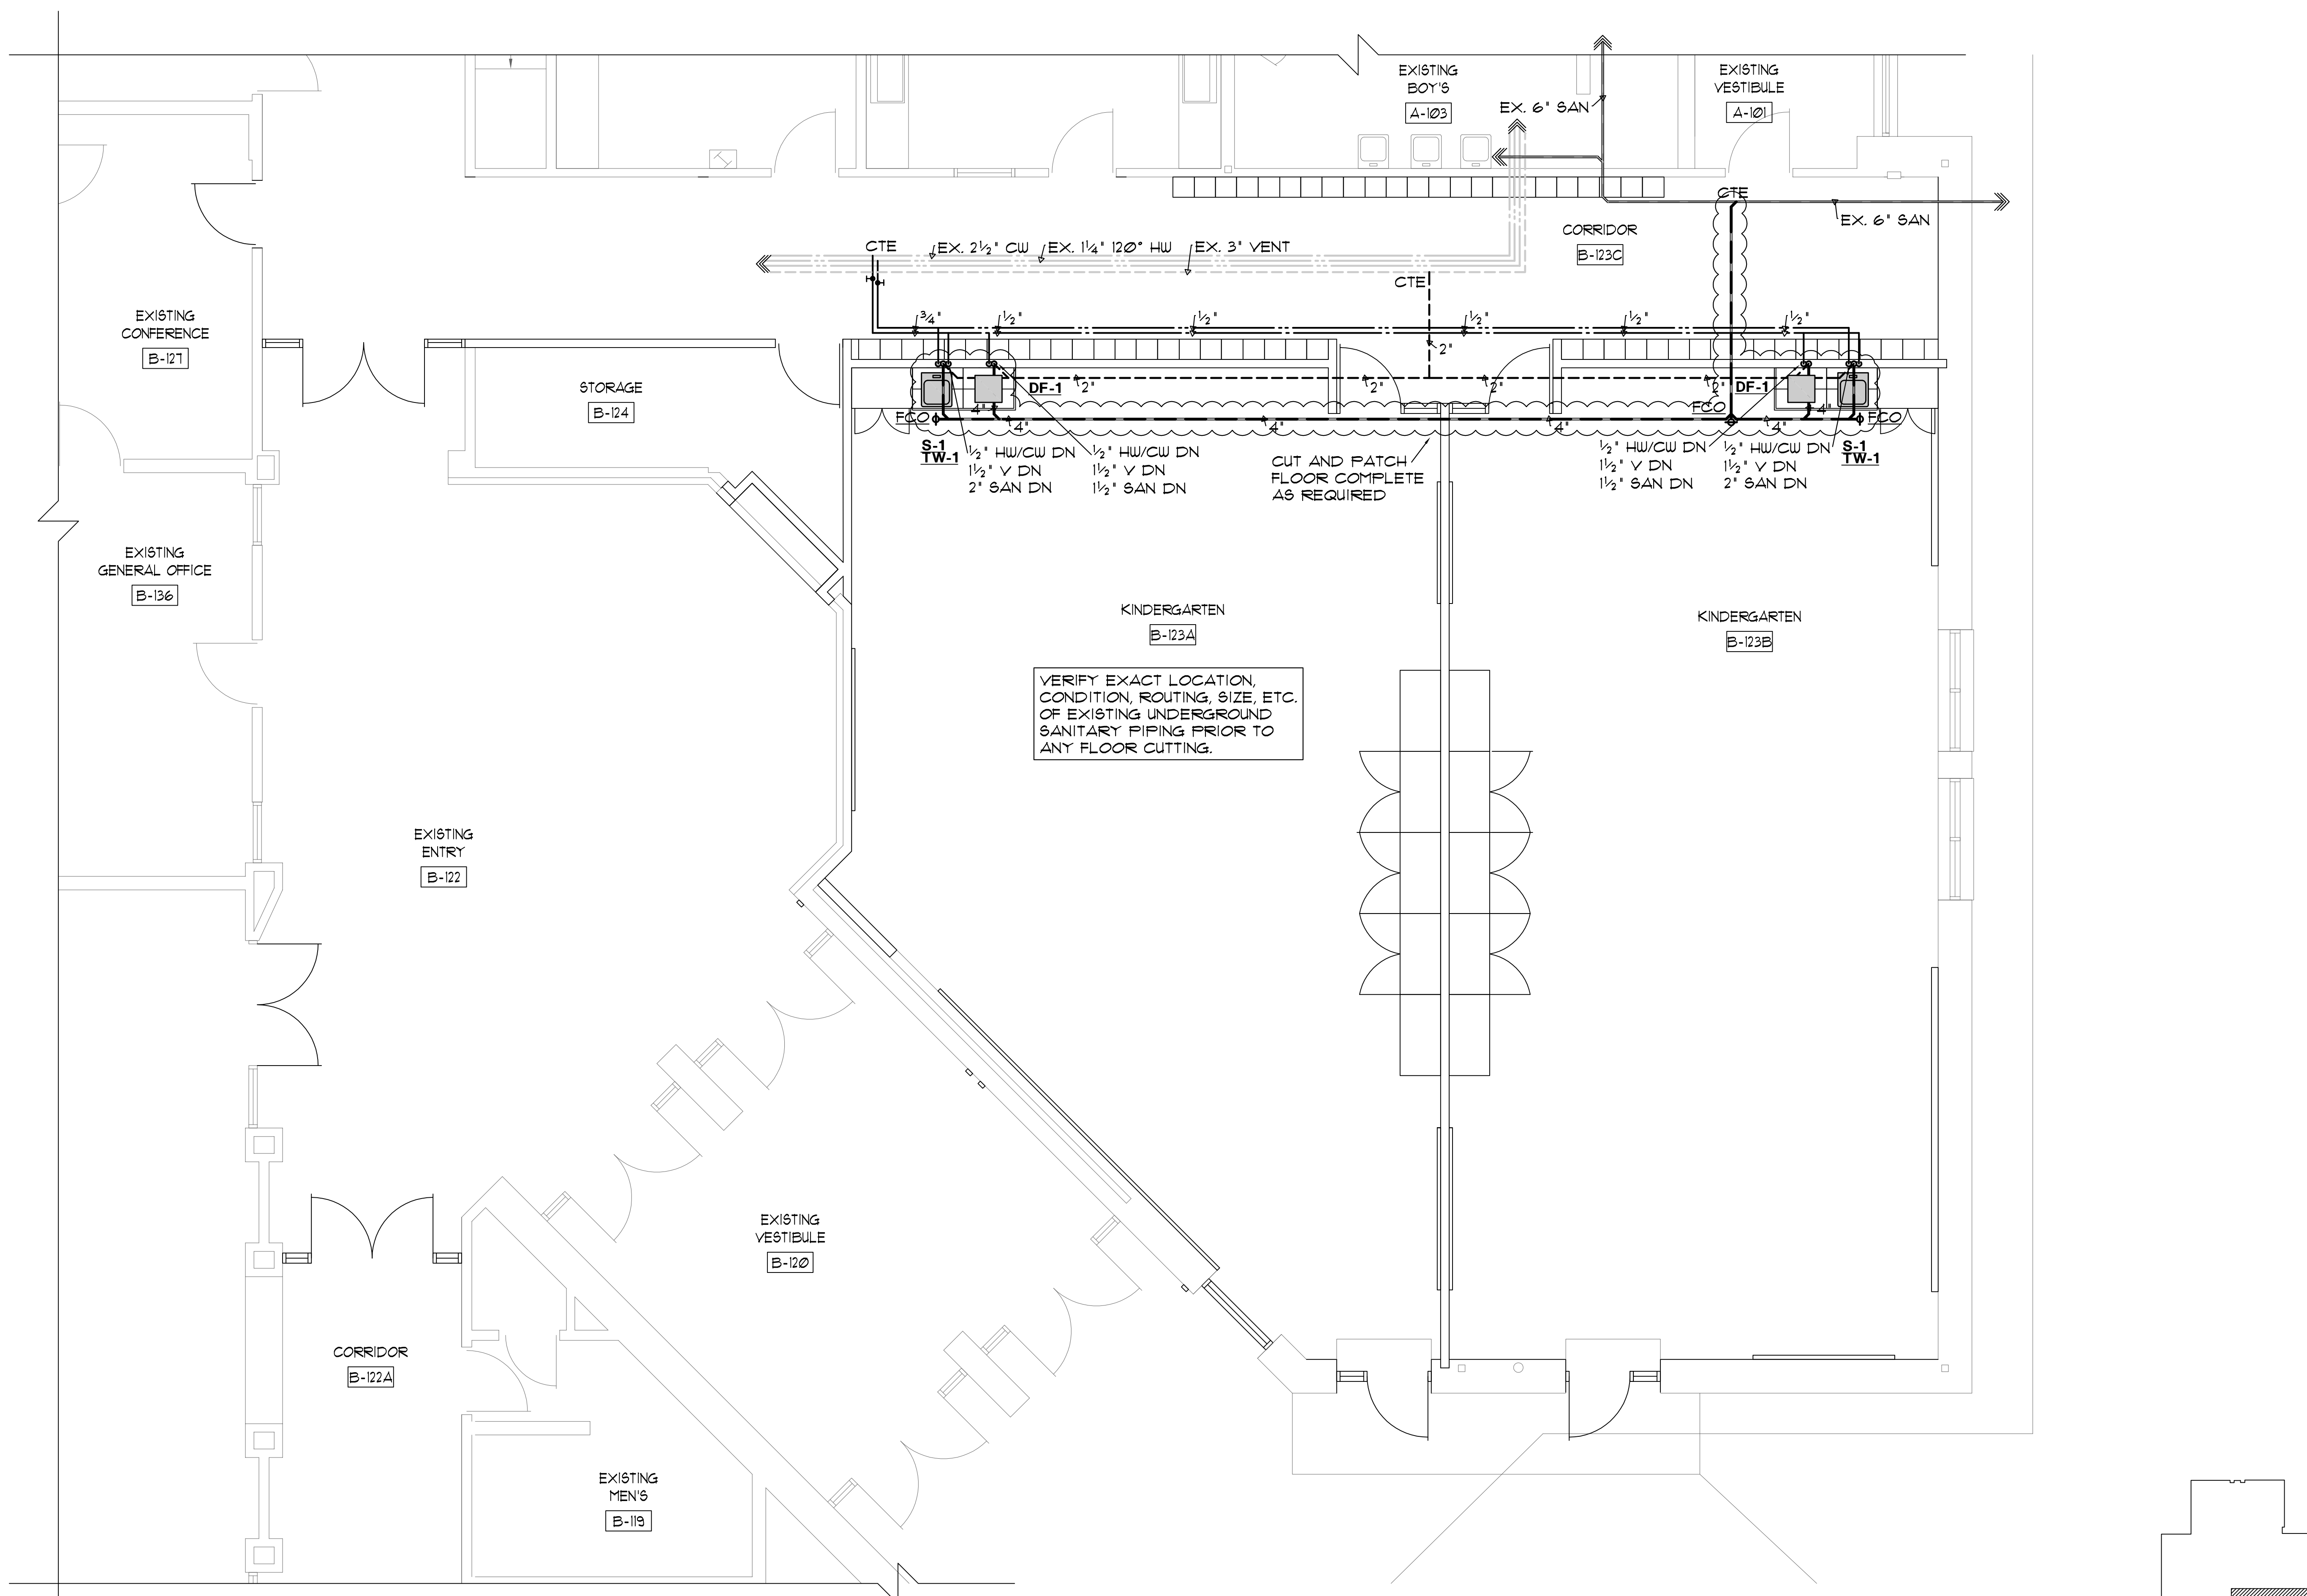 EXISTING
BOY'S
A-103
EX. 6" SAN
EXISTING
VESTIBULE
A-101
CTE
EX. 6" SAN
CORRIDOR
B-123C
CTE
EX. 2½" CW
EX. 1¼" 120° HW
EX. 3" VENT
CTE
EXISTING
CONFERENCE
B-127
¾"
½"
½"
½"
½"
½"
2"
STORAGE
B-124
DF-1
2"
2"
2"
2"
DF-1
4"
4"
FCO
4"
4"
4"
FCO
4"
FCO
S-1
TW-1
½" HW/CW DN
1½" V DN
2" SAN DN
½" HW/CW DN
1½" V DN
1½" SAN DN
CUT AND PATCH
FLOOR COMPLETE
AS REQUIRED
½" HW/CW DN
1½" V DN
1½" SAN DN
½" HW/CW DN
1½" V DN
2" SAN DN
S-1
TW-1
EXISTING
GENERAL OFFICE
B-136
KINDERGARTEN
B-123A
KINDERGARTEN
B-123B
VERIFY EXACT LOCATION,
CONDITION, ROUTING, SIZE, ETC.
OF EXISTING UNDERGROUND
SANITARY PIPING PRIOR TO
ANY FLOOR CUTTING.
EXISTING
ENTRY
B-122
EXISTING
VESTIBULE
B-120
CORRIDOR
B-122A
EXISTING
MEN'S
B-119